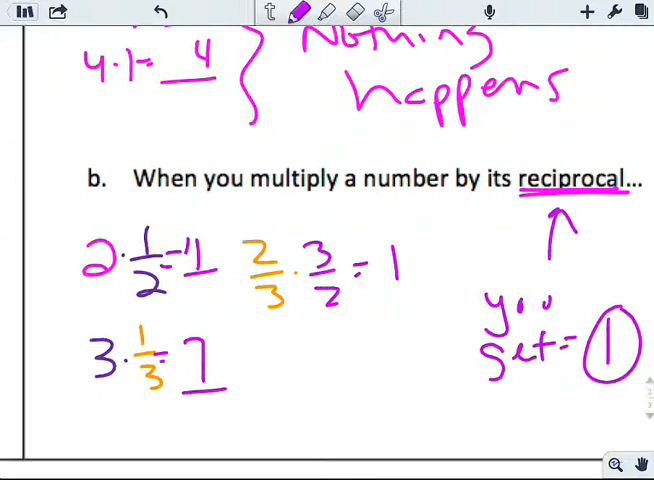 Nothing
4·1= 4
happens
b. When you multiply a number by its reciprocal...
2·1/2=1 2/3·3/2=1
3·1/3=1
you
get= 1